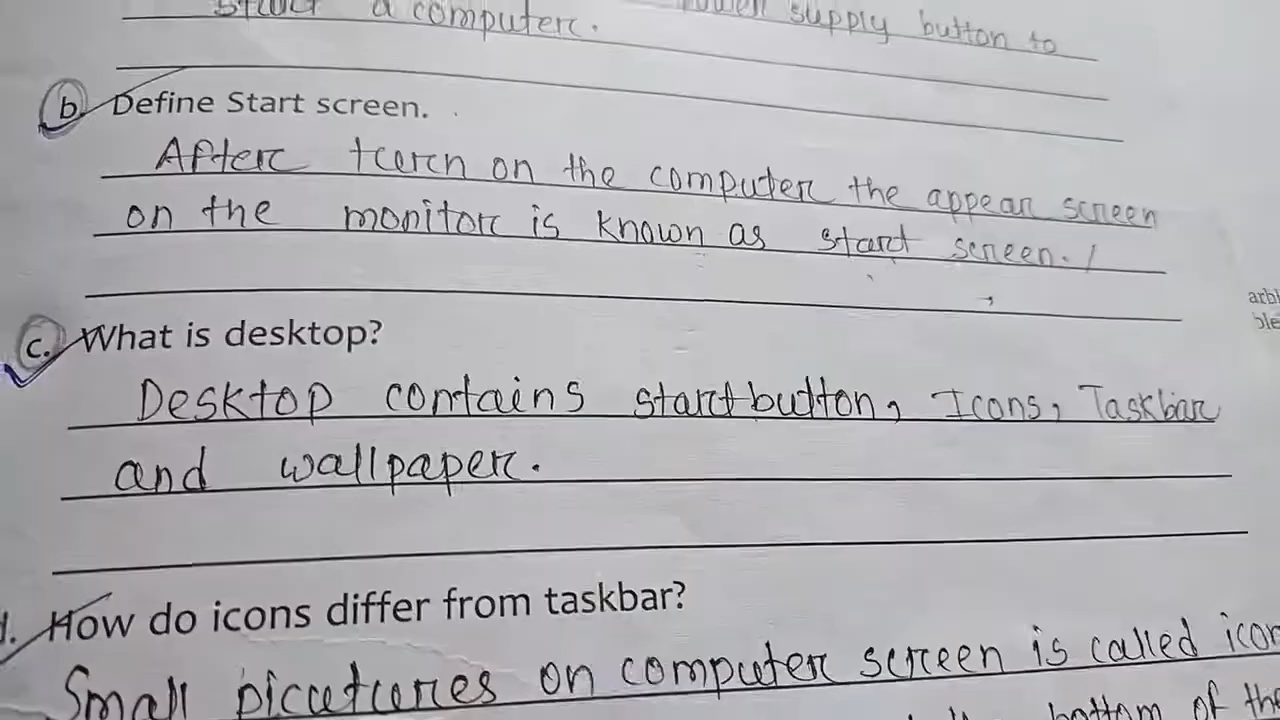 a computer.
supply button to
b. Define Start screen.
After turn on the computer the appear screen
on the monitor is known as start screen.
c. What is desktop?
Desktop contains start button, Icons, Taskbar
and wallpaper.
How do icons differ from taskbar?
Small picutures on computer screen is called
bottom of the